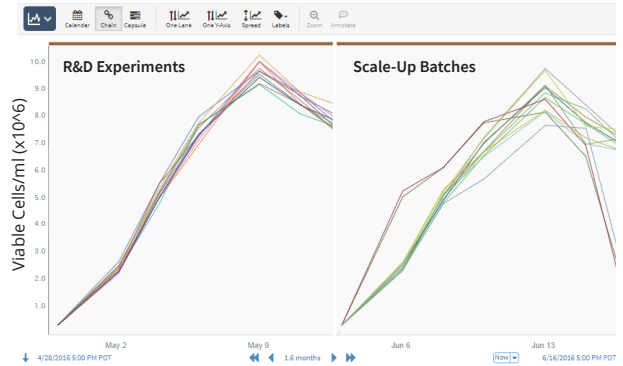 Calendar Chain Capsule One Lane One Y-Axis Spread Labels Zoom Annotate
R&D Experiments Scale-Up Batches
Viable Cells/ml (x10^6)
10.0
9.0
8.0
7.0
6.0
5.0
4.0
3.0
2.0
1.0
May 2 May 9 Jun 6 Jun 13
4/28/2016 5:00 PM PDT 1.6 months Now 6/16/2016 5:00 PM PDT